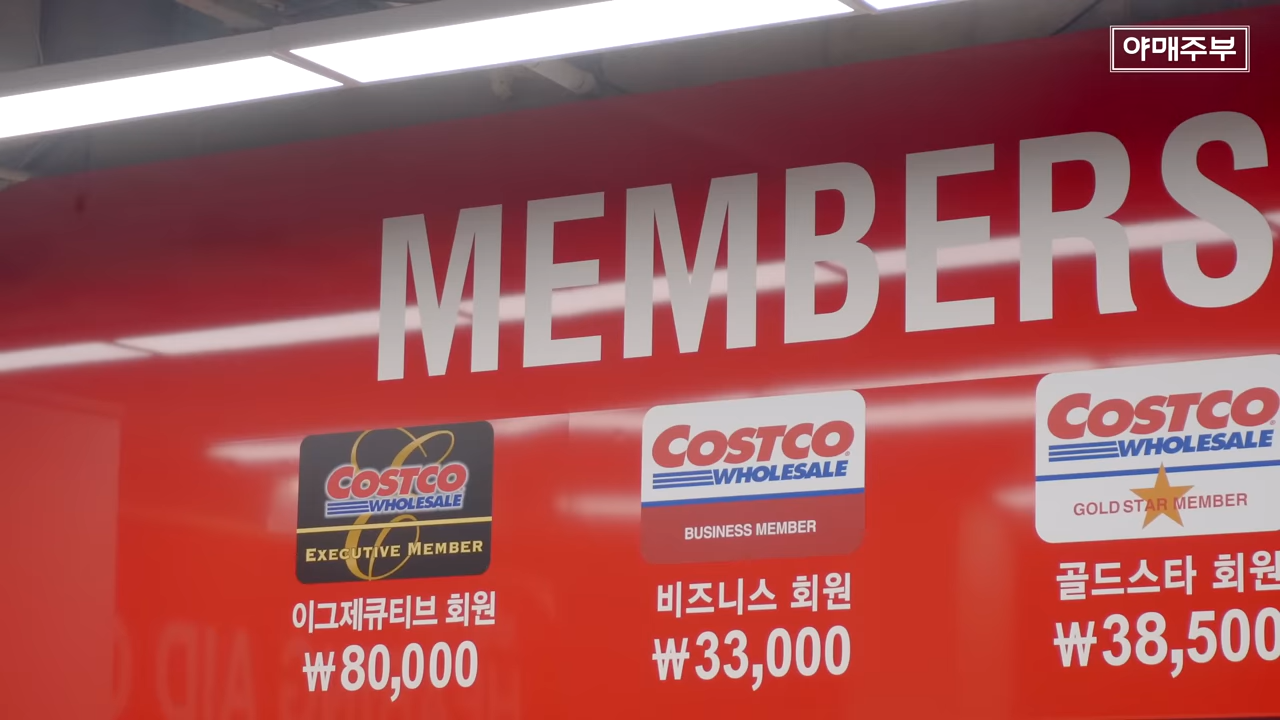 야매주부
MEMBERS
COSTCO
WHOLESALE
EXECUTIVE MEMBER
이그제큐티브 회원
₩80,000
COSTCO
WHOLESALE
BUSINESS MEMBER
비즈니스 회원
₩33,000
COSTCO
WHOLESALE
GOLD STAR MEMBER
골드스타 회원
₩38,500